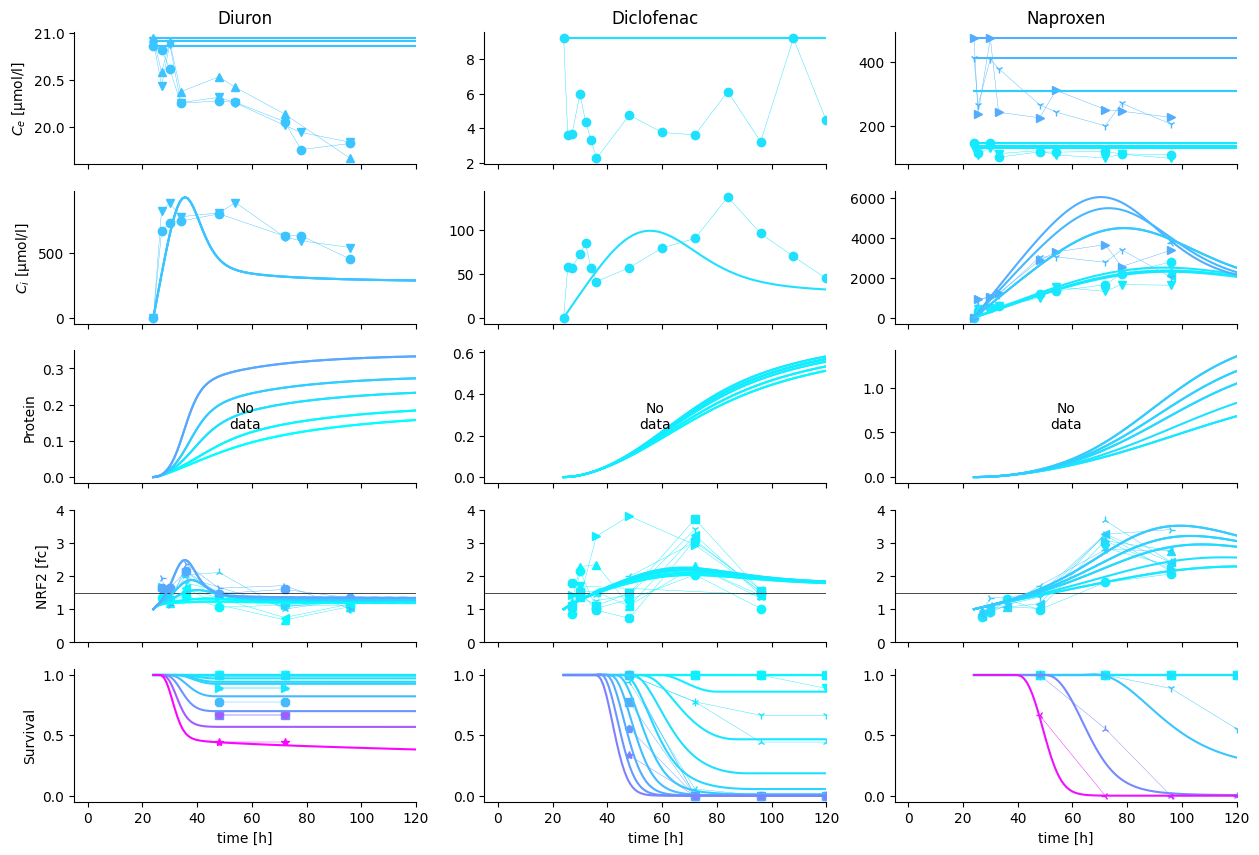 Diuron Diclofenac Naproxen
21.0
20.5
20.0
Cₑ [µmol/l]
8
6
4
2
400
200
500
0
Cᵢ [µmol/l]
100
50
0
6000
4000
2000
0
0.3
0.2
0.1
0.0
Protein
No
data
0.6
0.4
0.2
0.0
No
data
1.0
0.5
0.0
No
data
4
3
2
1
0
NRF2 [fc]
4
3
2
1
0
4
3
2
1
0
1.0
0.5
0.0
Survival
0 20 40 60 80 100 120
time [h]
1.0
0.5
0.0
0 20 40 60 80 100 120
time [h]
1.0
0.5
0.0
0 20 40 60 80 100 120
time [h]